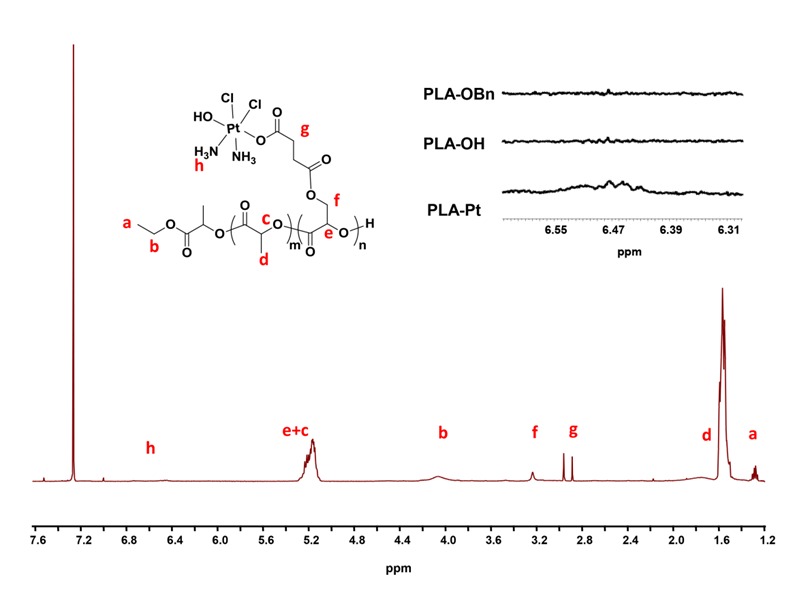 Cl
Cl
HO
Pt
O
O
g
H3N
NH3
h
O
O
f
a
O
O
c
O
O
H
b
O
O
e
O
m
n
d
PLA-OBn
PLA-OH
PLA-Pt
6.55 6.47 6.39 6.31
ppm
h
e+c
b
f
g
d
a
7.6 7.2 6.8 6.4 6.0 5.6 5.2 4.8 4.4 4.0 3.6 3.2 2.8 2.4 2.0 1.6 1.2
ppm